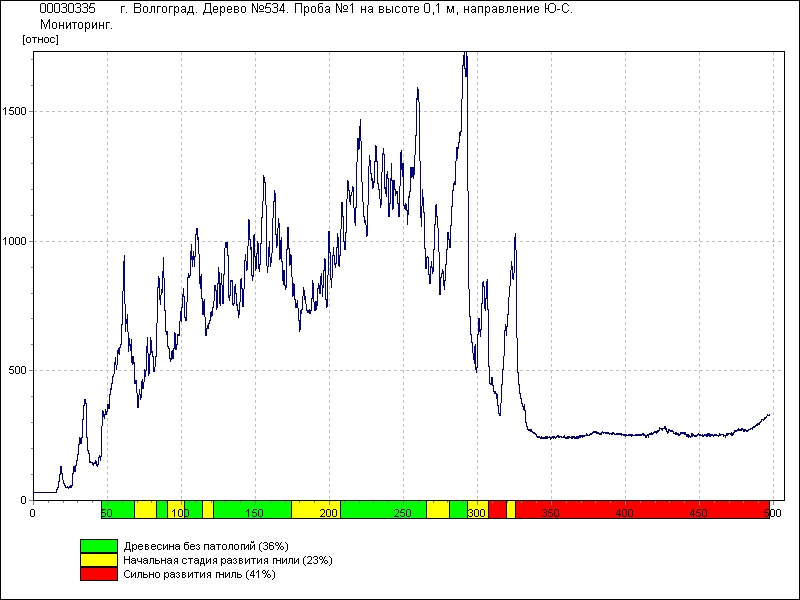 00030335 г. Волгоград. Дерево №534. Проба №1 на высоте 0,1 м, направление Ю-С.
Мониторинг.
[относ]
1500
1000
500
0
0 50 100 150 200 250 300 350 400 450 500
Древесина без патологий (36%)
Начальная стадия развития гнили (23%)
Сильно развития гниль (41%)